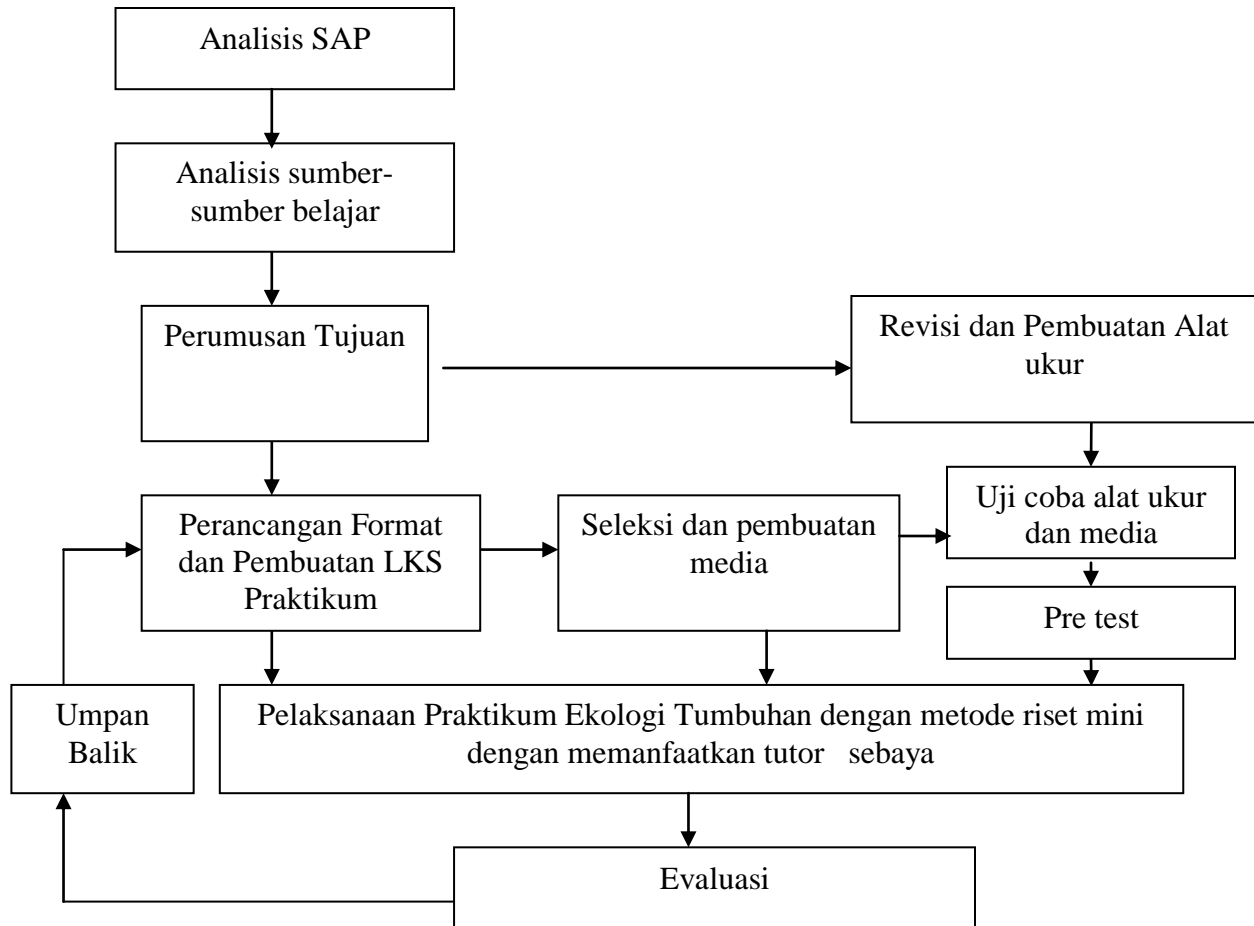 Analisis SAP
Analisis sumber-
sumber belajar
Perumusan Tujuan
Revisi dan Pembuatan Alat
ukur
Perancangan Format
dan Pembuatan LKS
Praktikum
Seleksi dan pembuatan
media
Uji coba alat ukur
dan media
Pre test
Umpan
Balik
Pelaksanaan Praktikum Ekologi Tumbuhan dengan metode riset mini
dengan memanfaatkan tutor sebaya
Evaluasi